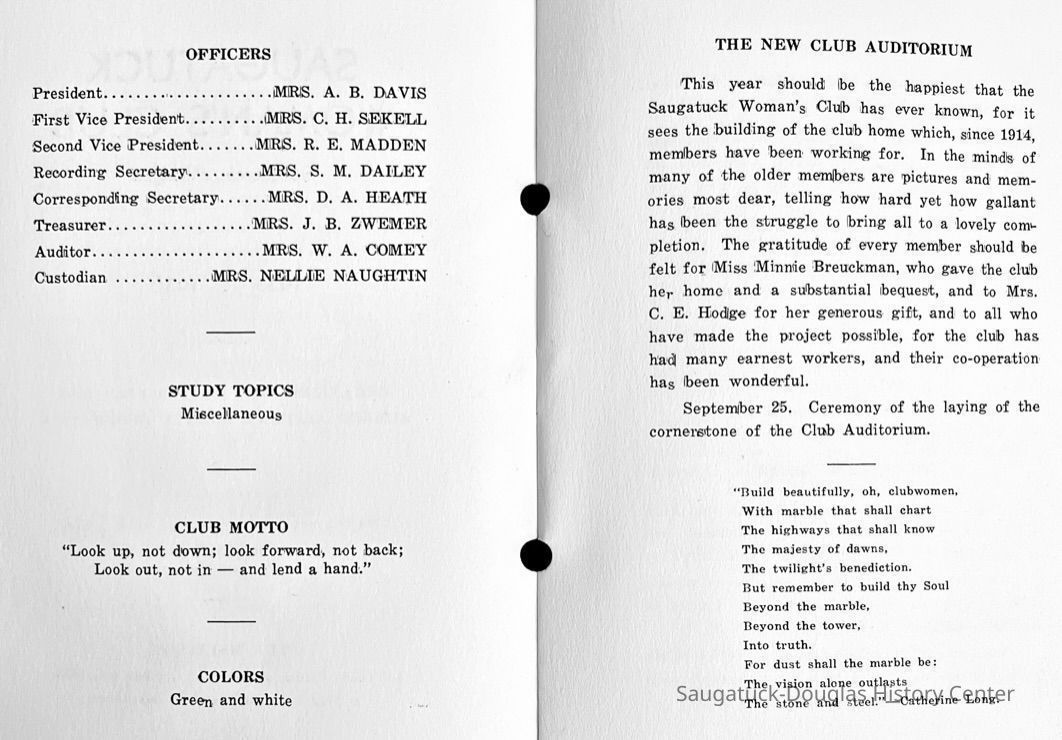 OFFICERS
President......................MRS. A. B. DAVIS
First Vice President..........MRS. C. H. SEKELL
Second Vice President.......MRS. R. E. MADDEN
Recording Secretary.........MRS. S. M. DAILEY
Corresponding Secretary......MRS. D. A. HEATH
Treasurer..................MRS. J. B. ZWEMER
Auditor.....................MRS. W. A. COMEY
Custodian ............MRS. NELLIE NAUGHTIN
STUDY TOPICS
Miscellaneous
CLUB MOTTO
“Look up, not down; look forward, not back;
Look out, not in — and lend a hand.”
COLORS
Green and white
THE NEW CLUB AUDITORIUM
This year should be the happiest that the
Saugatuck Woman's Club has ever known, for it
sees the building of the club home which, since 1914,
members have been working for. In the minds of
many of the older members are pictures and mem-
ories most dear, telling how hard yet how gallant
has been the struggle to bring all to a lovely com-
pletion. The gratitude of every member should be
felt for Miss Minnie Breuckman, who gave the club
her home and a substantial bequest, and to Mrs.
C. E. Hodge for her generous gift, and to all who
have made the project possible, for the club has
had many earnest workers, and their co-operation
has been wonderful.
September 25. Ceremony of the laying of the
cornerstone of the Club Auditorium.
“Build beautifully, oh, clubwomen,
With marble that shall chart
The highways that shall know
The majesty of dawns,
The twilight's benediction.
But remember to build thy Soul
Beyond the marble,
Beyond the tower,
Into truth.
For dust shall the marble be:
The vision alone outlasts
The stone and steel.”—Catherine Long.
Saugatuck-Douglas History Center